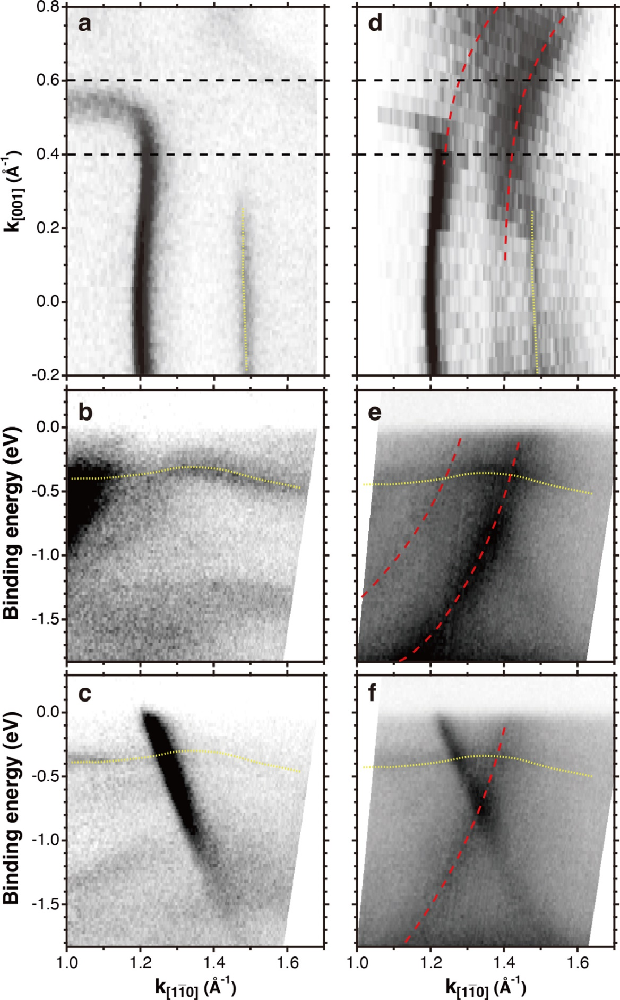 a
d
0.8
0.6
0.4
0.2
0.0
-0.2
k[001] (Å-1)
b
e
0.0
-0.5
-1.0
-1.5
Binding energy (eV)
c
f
0.0
-0.5
-1.0
-1.5
Binding energy (eV)
1.0 1.2 1.4 1.6
1.0 1.2 1.4 1.6
k[11̅0] (Å-1)
k[11̅0] (Å-1)